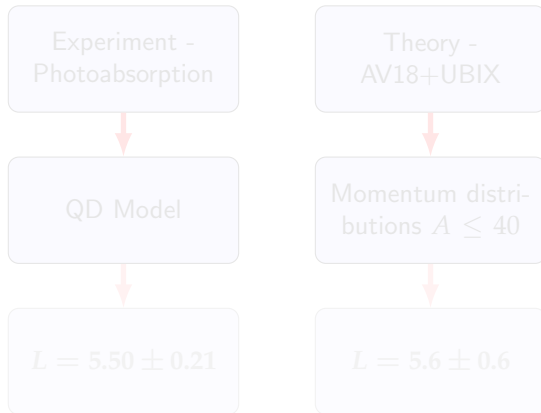 Experiment -
Photoabsorption
Theory -
AV18+UBIX
QD Model
Momentum distri-
butions A ≤ 40
L = 5.50 ± 0.21
L = 5.6 ± 0.6